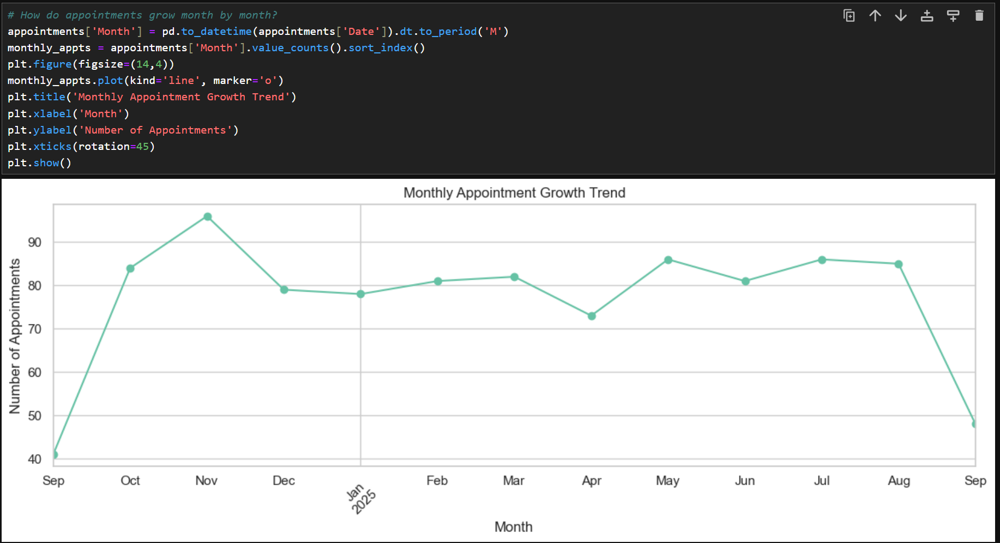 # How do appointments grow month by month?
appointments['Month'] = pd.to_datetime(appointments['Date']).dt.to_period('M')
monthly_appts = appointments['Month'].value_counts().sort_index()
plt.figure(figsize=(14,4))
monthly_appts.plot(kind='line', marker='o')
plt.title('Monthly Appointment Growth Trend')
plt.xlabel('Month')
plt.ylabel('Number of Appointments')
plt.xticks(rotation=45)
plt.show()
Monthly Appointment Growth Trend
Number of Appointments
90
80
70
60
50
40
Sep
Oct
Nov
Dec
Jan
2025
Feb
Mar
Apr
May
Jun
Jul
Aug
Sep
Month